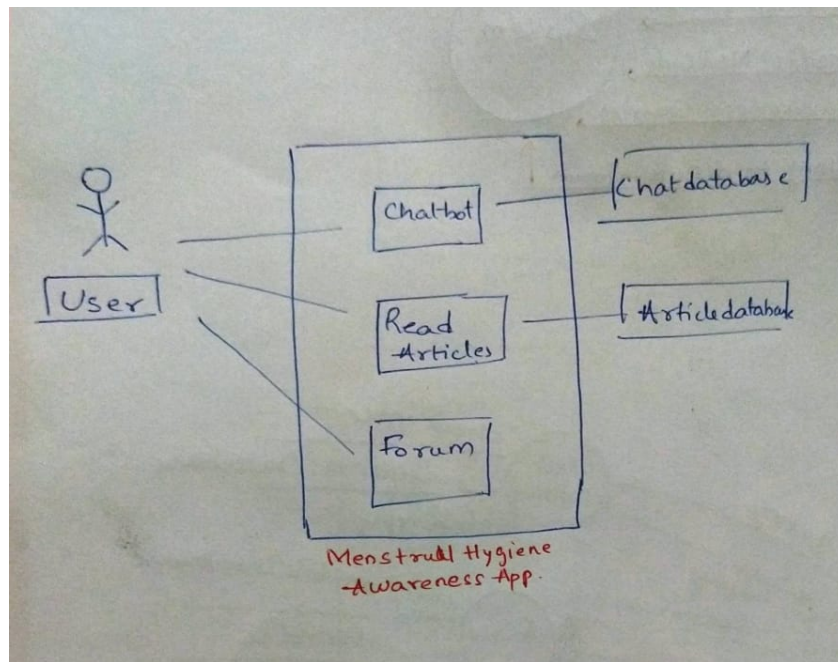 Chatbot
Chatdatabase
User
Read
Articles
Articledatabase
Forum
Menstrual Hygiene
Awareness App.